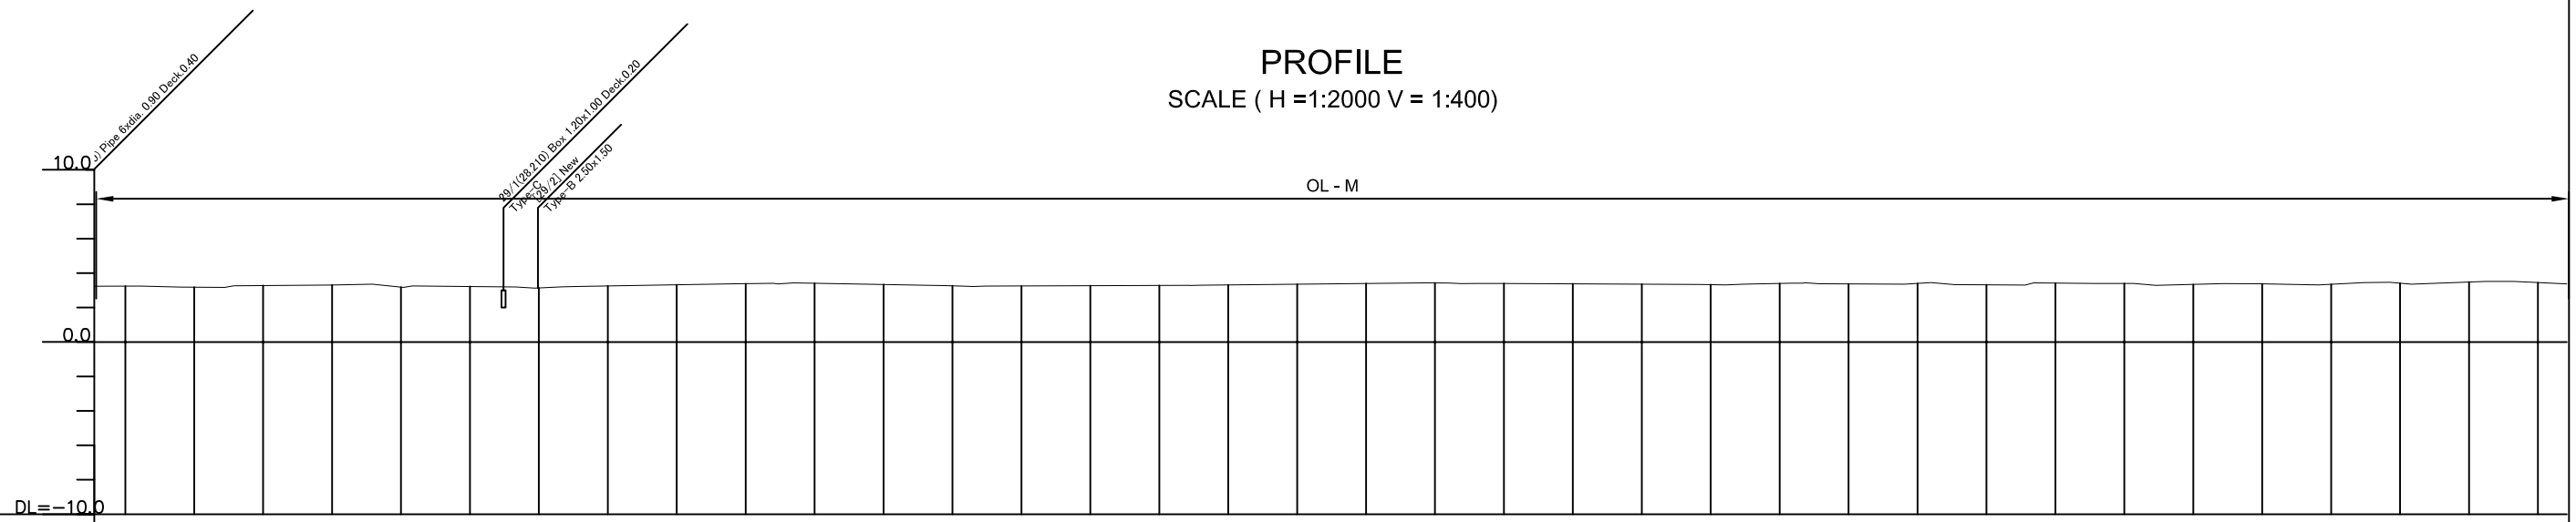 PROFILE
SCALE ( H =1:2000 V = 1:400)
) Pipe 6xdia. 0.90 Deck.0.40
29/1(28.210) Box 1.20x1.00 Deck.0.20
Type-C
[29/2] New
Type-B 2.50x1.50
OL - M
10.0
0.0
DL=-10.0